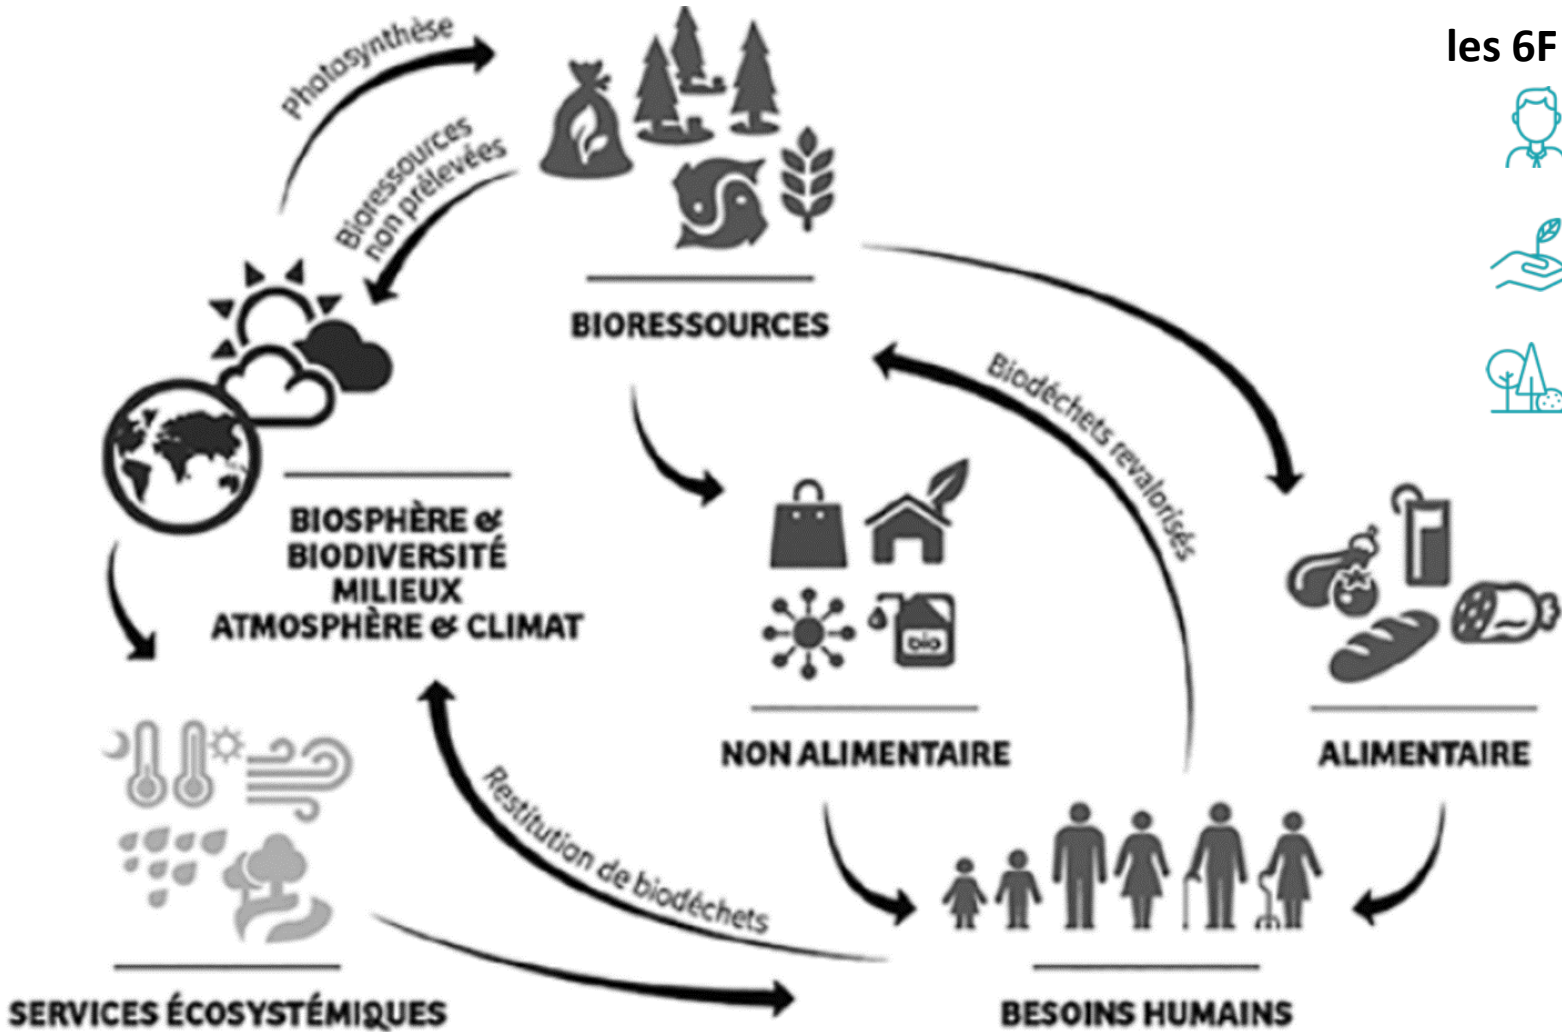 les 6F
Photosynthèse
Bioressources
non prélevées
BIORESSOURCES
Biodéchets revalorisés
BIOSPHÈRE &
BIODIVERSITÉ
MILIEUX
ATMOSPHÈRE & CLIMAT
bio
NON ALIMENTAIRE
ALIMENTAIRE
Restitution de biodéchets
SERVICES ÉCOSYSTÉMIQUES
BESOINS HUMAINS